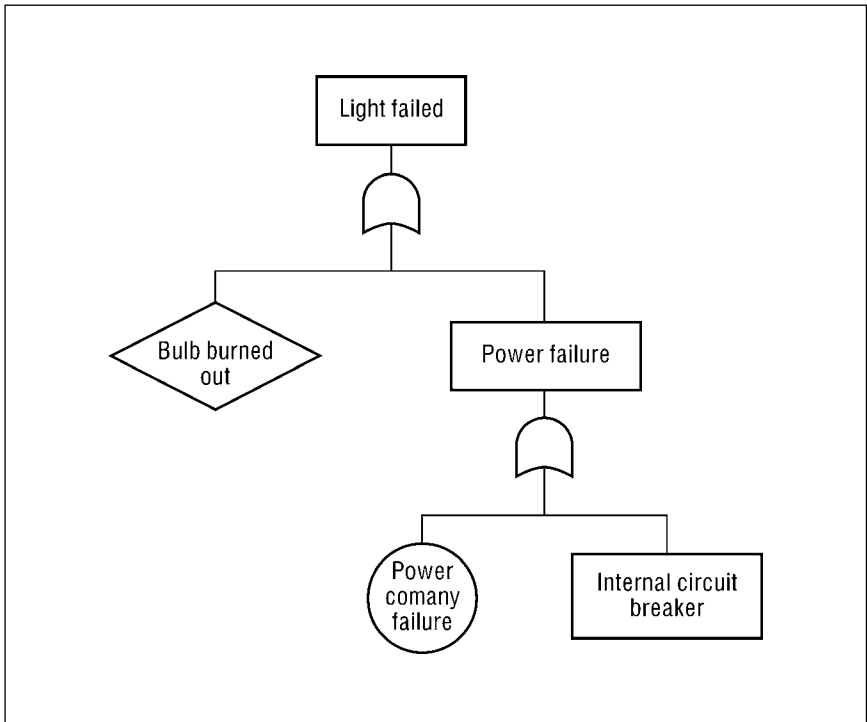 Light failed
Bulb burned
out
Power failure
Power
comany
failure
Internal circuit
breaker